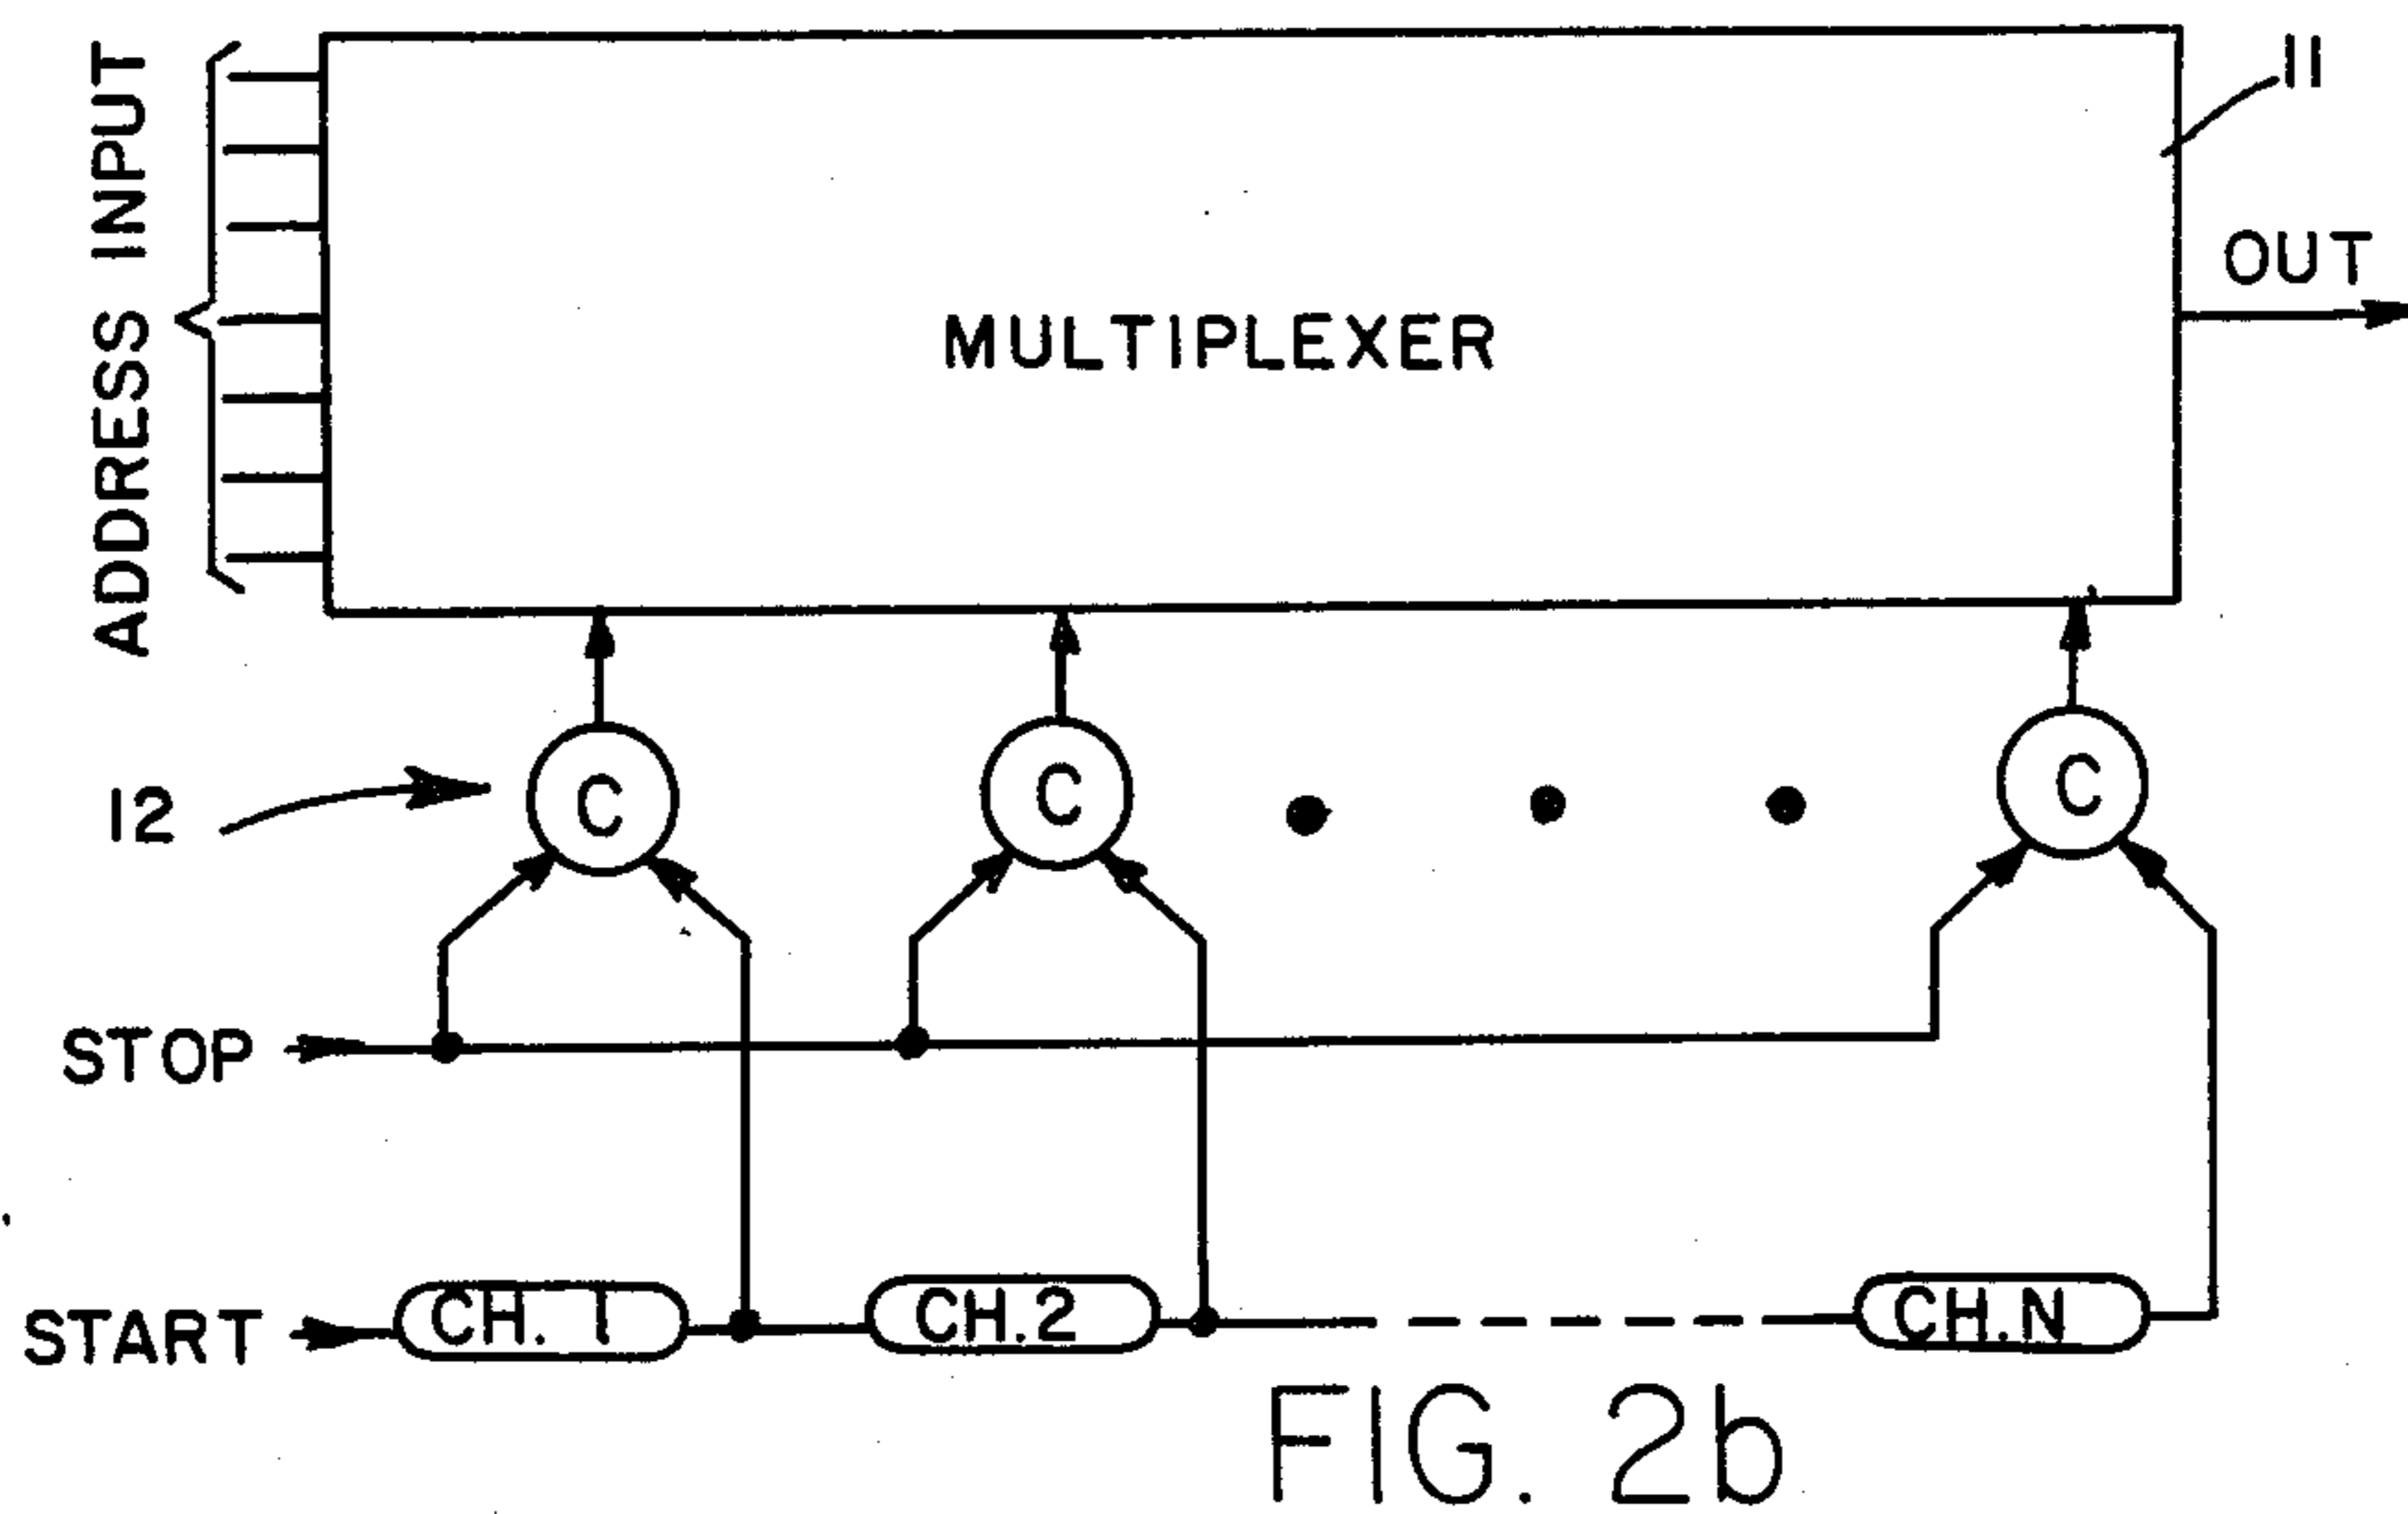 ADDRESS INPUT
11
OUT
MULTIPLEXER
12
C
C
C
STOP
START
CH. 1
CH.2
CH.N
FIG. 2b